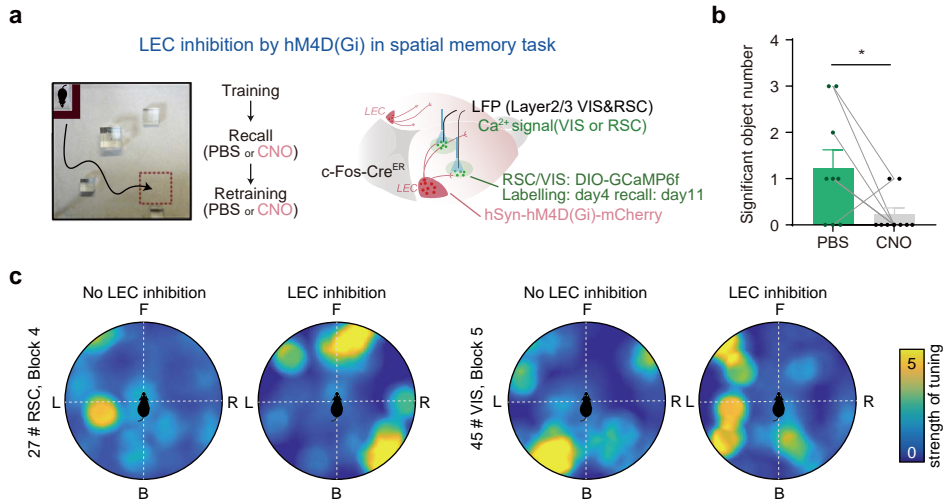 a
LEC inhibition by hM4D(Gi) in spatial memory task
Training
Recall
(PBS or CNO)
Retraining
(PBS or CNO)
LEC
c-Fos-Cre^ER
LEC
LFP (Layer2/3 VIS&RSC)
Ca²⁺ signal(VIS or RSC)
RSC/VIS: DIO-GCaMP6f
Labelling: day4 recall: day11
hSyn-hM4D(Gi)-mCherry
b
Significant object number
4
3
2
1
0
*
PBS
CNO
c
27 # RSC, Block 4
No LEC inhibition
F
L
R
B
LEC inhibition
F
L
R
B
45 # VIS, Block 5
No LEC inhibition
F
L
R
B
LEC inhibition
F
L
R
B
5
0
strength of tuning